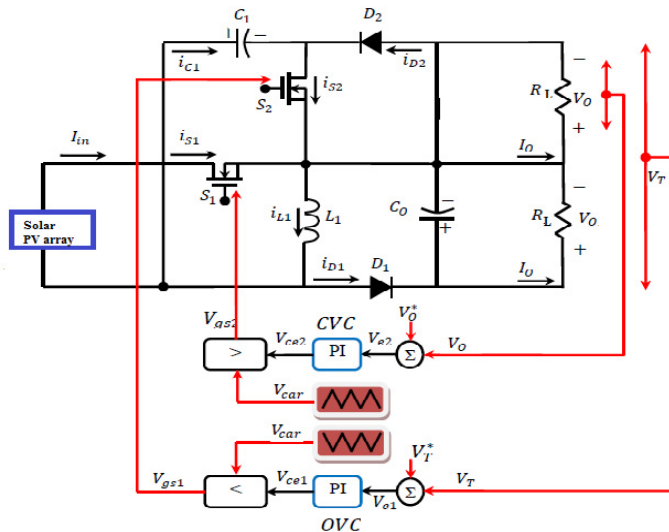 C1
D2
iC1
iD2
iS2
S2
RL
VO
−
+
Iin
iS1
IO
VT
S1
Solar
PV array
iL1
L1
CO
−
+
RL
VO
−
+
iD1
D1
IO
Vgs2
CVC
VO*
>
Vce2
PI
Ve2
Σ
VO
Vcar
Vcar
VT*
Vgs1
<
Vce1
PI
Vo1
Σ
VT
OVC